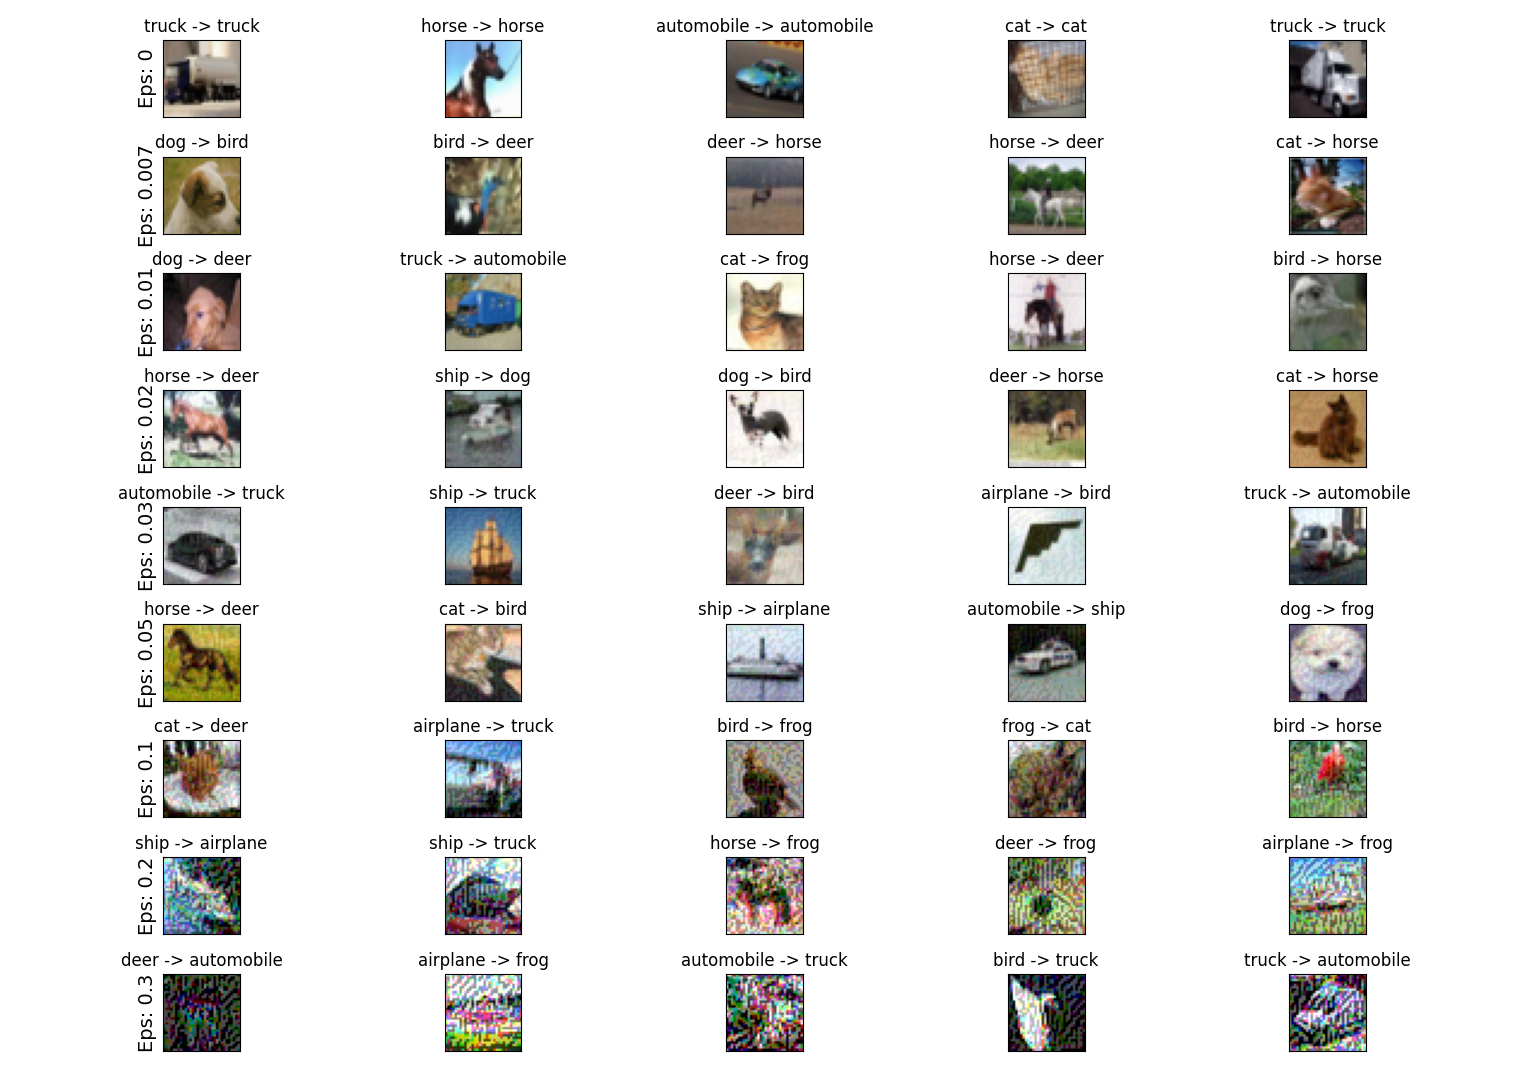 truck -> truck
horse -> horse
automobile -> automobile
cat -> cat
truck -> truck
Eps: 0
dog -> bird
bird -> deer
deer -> horse
horse -> deer
cat -> horse
Eps: 0.007
dog -> deer
truck -> automobile
cat -> frog
horse -> deer
bird -> horse
Eps: 0.01
horse -> deer
ship -> dog
dog -> bird
deer -> horse
cat -> horse
Eps: 0.02
automobile -> truck
ship -> truck
deer -> bird
airplane -> bird
truck -> automobile
Eps: 0.03
horse -> deer
cat -> bird
ship -> airplane
automobile -> ship
dog -> frog
Eps: 0.05
cat -> deer
airplane -> truck
bird -> frog
frog -> cat
bird -> horse
Eps: 0.1
ship -> airplane
ship -> truck
horse -> frog
deer -> frog
airplane -> frog
Eps: 0.2
deer -> automobile
airplane -> frog
automobile -> truck
bird -> truck
truck -> automobile
Eps: 0.3